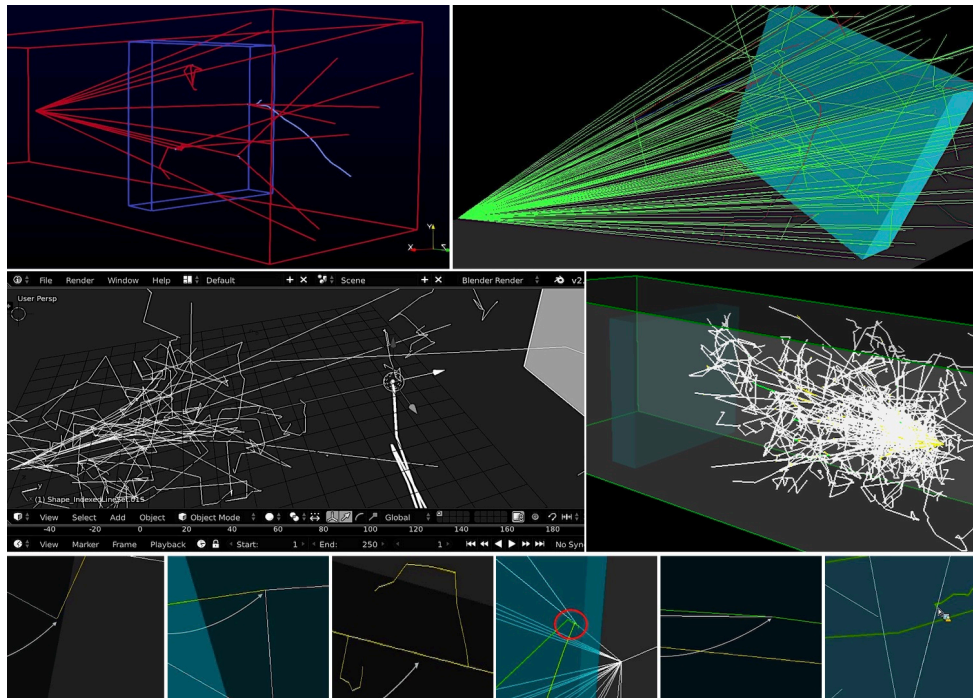 Y
X
File Render Window Help Default Scene Blender Render v2.
User Persp
y
(1) Shape_IndexedLineSet.015
View Select Add Object Object Mode Global
-40 -20 0 20 40 60 80 100 120 140 160 180
View Marker Frame Playback Start: 1 End: 250 1 No Syn